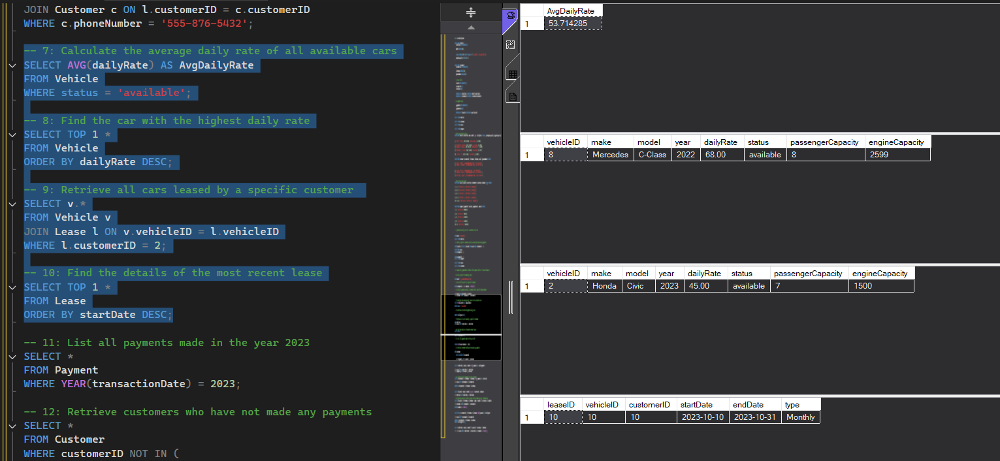 JOIN Customer c ON l.customerID = c.customerID
WHERE c.phoneNumber = '555-876-5432';
-- 7: Calculate the average daily rate of all available cars
SELECT AVG(dailyRate) AS AvgDailyRate
FROM Vehicle
WHERE status = 'available';
-- 8: Find the car with the highest daily rate
SELECT TOP 1 *
FROM Vehicle
ORDER BY dailyRate DESC;
-- 9: Retrieve all cars leased by a specific customer
SELECT v.*
FROM Vehicle v
JOIN Lease l ON v.vehicleID = l.vehicleID
WHERE l.customerID = 2;
-- 10: Find the details of the most recent lease
SELECT TOP 1 *
FROM Lease
ORDER BY startDate DESC;
-- 11: List all payments made in the year 2023
SELECT *
FROM Payment
WHERE YEAR(transactionDate) = 2023;
-- 12: Retrieve customers who have not made any payments
SELECT *
FROM Customer
WHERE customerID NOT IN (
AvgDailyRate
1 53.714285
vehicleID make model year dailyRate status passengerCapacity engineCapacity
1 8 Mercedes C-Class 2022 68.00 available 8 2599
vehicleID make model year dailyRate status passengerCapacity engineCapacity
1 2 Honda Civic 2023 45.00 available 7 1500
leaseID vehicleID customerID startDate endDate type
1 10 10 10 2023-10-10 2023-10-31 Monthly